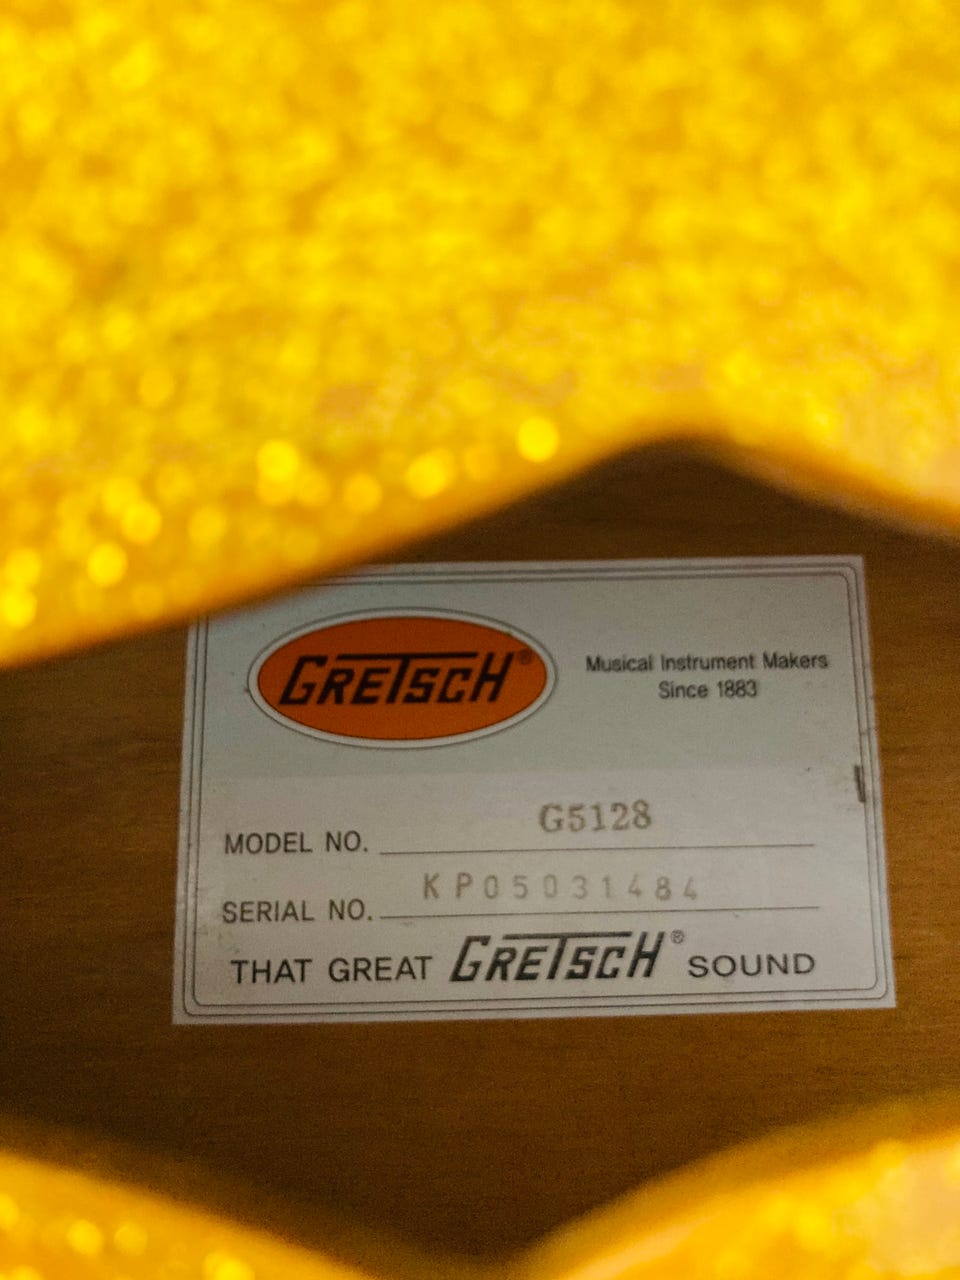 GRETSCH®
Musical Instrument Makers
Since 1883
MODEL NO. G5128
SERIAL NO. KP05031484
THAT GREAT GRETSCH® SOUND